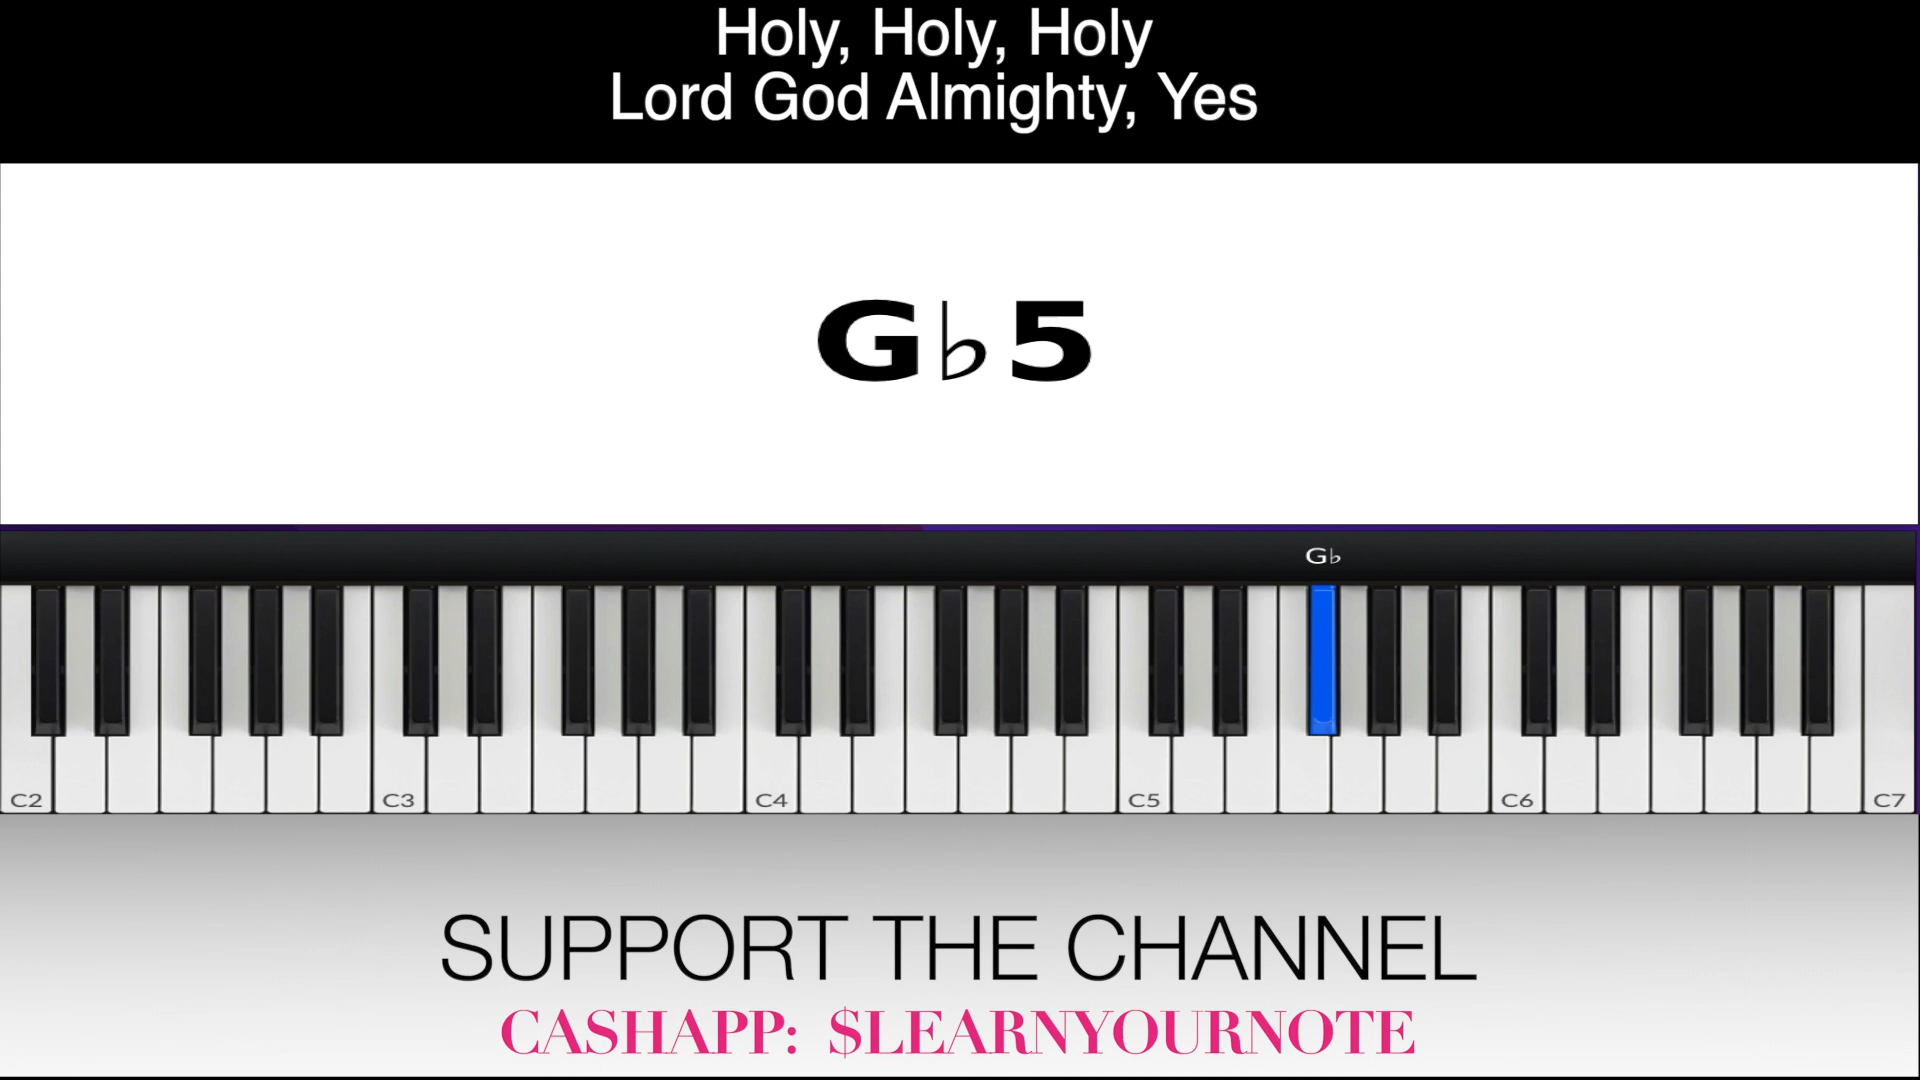 Holy, Holy, Holy
Lord God Almighty, Yes
G♭5
G♭
C2 C3 C4 C5 C6 C7
SUPPORT THE CHANNEL
CASHAPP: $LEARNYOURNOTE